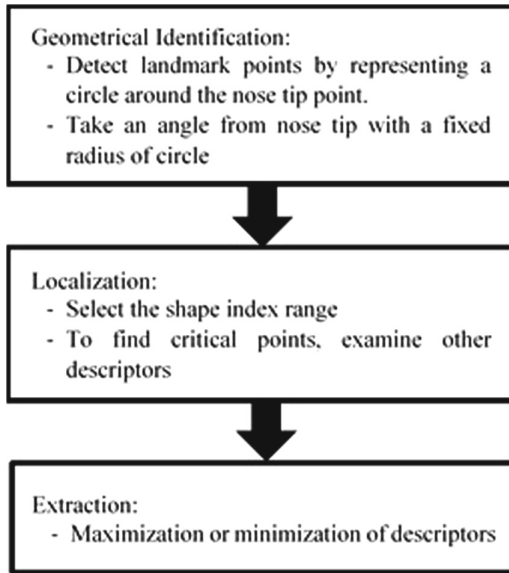 Geometrical Identification:
- Detect landmark points by representing a
circle around the nose tip point.
- Take an angle from nose tip with a fixed
radius of circle
Localization:
- Select the shape index range
- To find critical points, examine other
descriptors
Extraction:
- Maximization or minimization of descriptors